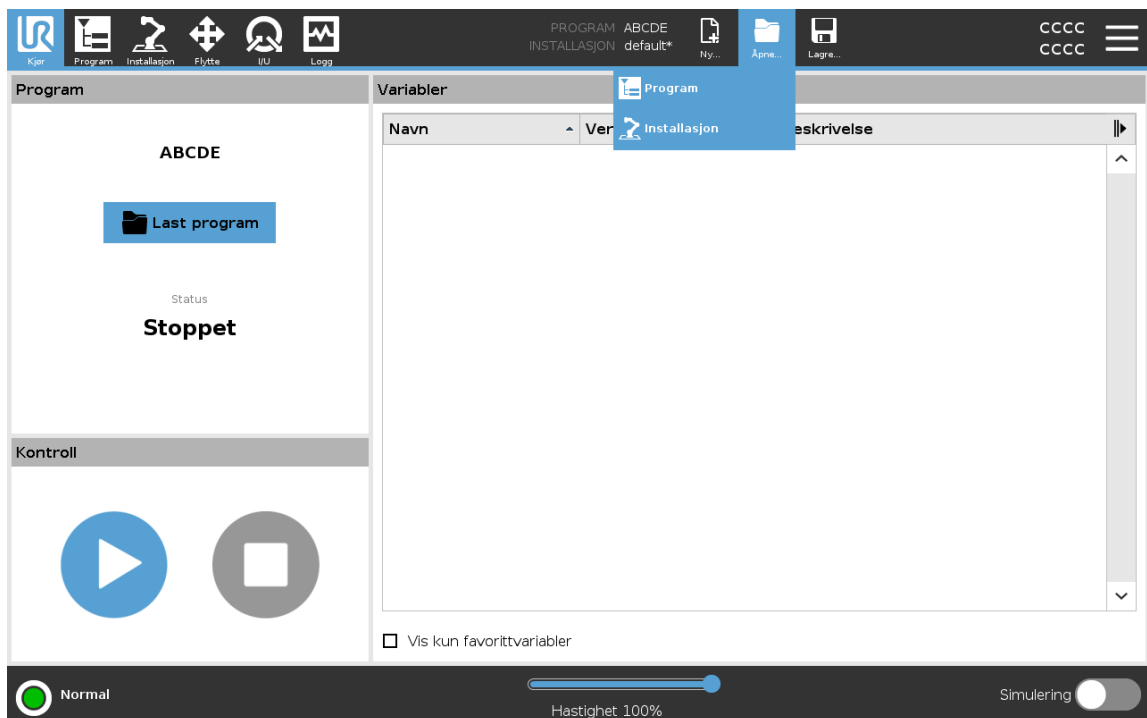 PROGRAM ABCDE
INSTALLASJON default*
CCCC
CCCC
Kjør Program Installasjon Flytte I/U Logg Ny... Åpne... Lagre...
Program
Installasjon
Program
ABCDE
Last program
Status
Stoppet
Variabler
Navn Ver eskrivelse
Vis kun favorittvariabler
Kontroll
Normal
Hastighet 100%
Simulering